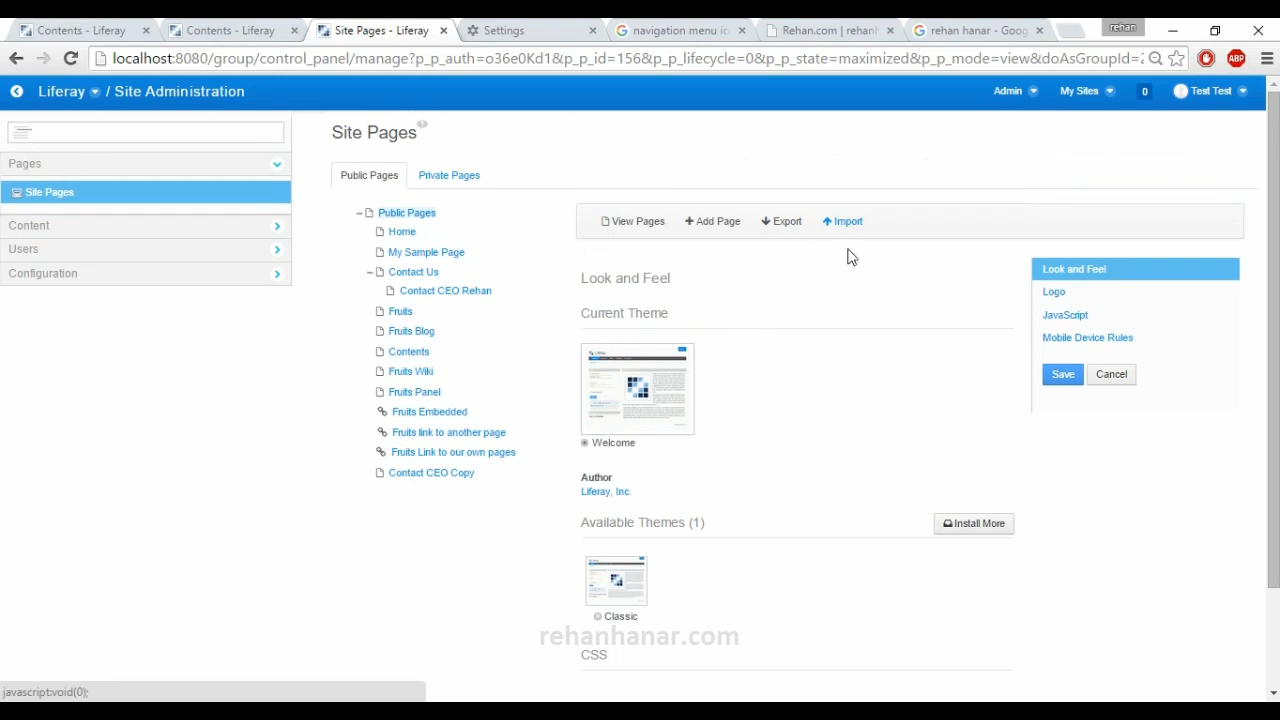 Contents - Liferay
Contents - Liferay
Site Pages - Liferay
Settings
navigation menu ic
Rehan.com | rehanh
rehan hanar - Goog
rehan
localhost:8080/group/control_panel/manage?p_p_auth=o36e0Kd1&p_p_id=156&p_p_lifecycle=0&p_p_state=maximized&p_p_mode=view&doAsGroupId=2
ABP
Liferay / Site Administration
Admin
My Sites
0
Test Test
Site Pages
Pages
Site Pages
Content
Users
Configuration
Public Pages
Private Pages
Public Pages
Home
My Sample Page
Contact Us
Contact CEO Rehan
Fruits
Fruits Blog
Contents
Fruits Wiki
Fruits Panel
Fruits Embedded
Fruits link to another page
Fruits Link to our own pages
Contact CEO Copy
View Pages
Add Page
Export
Import
Look and Feel
Current Theme
Welcome
Author
Liferay, Inc.
Available Themes (1)
Install More
Classic
rehanhanar.com
CSS
Look and Feel
Logo
JavaScript
Mobile Device Rules
Save
Cancel
javascript:void(0);